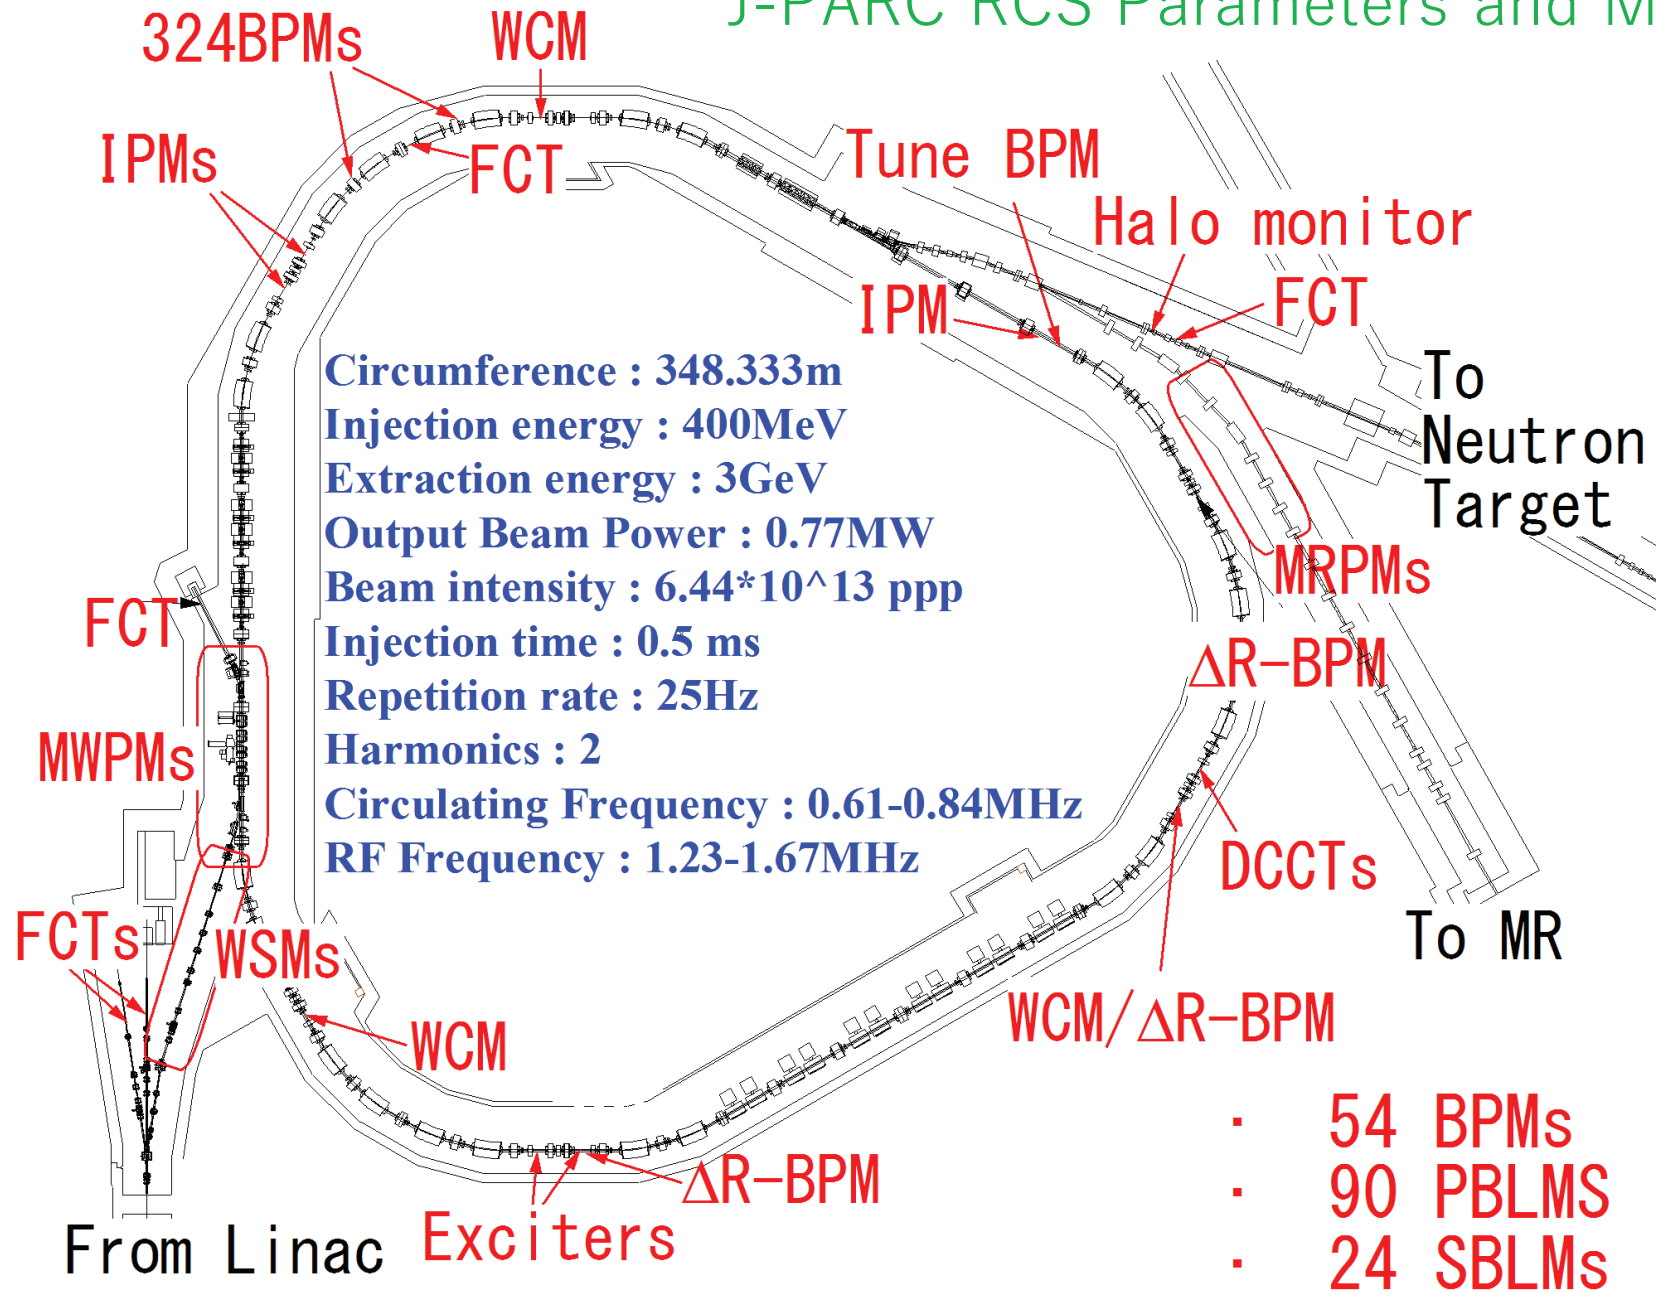 J-PARC RCS Parameters and M
324BPMs
WCM
IPMs
FCT
Tune BPM
Halo monitor
IPM
FCT
To
Neutron
Target
Circumference : 348.333m
Injection energy : 400MeV
Extraction energy : 3GeV
Output Beam Power : 0.77MW
Beam intensity : 6.44*10^13 ppp
Injection time : 0.5 ms
Repetition rate : 25Hz
Harmonics : 2
Circulating Frequency : 0.61-0.84MHz
RF Frequency : 1.23-1.67MHz
MRPMs
FCT
ΔR-BPM
MWPMs
DCCTs
FCTs
WSMs
To MR
WCM
WCM/ΔR-BPM
ΔR-BPM
Exciters
From Linac
· 54 BPMs
· 90 PBLMS
· 24 SBLMs